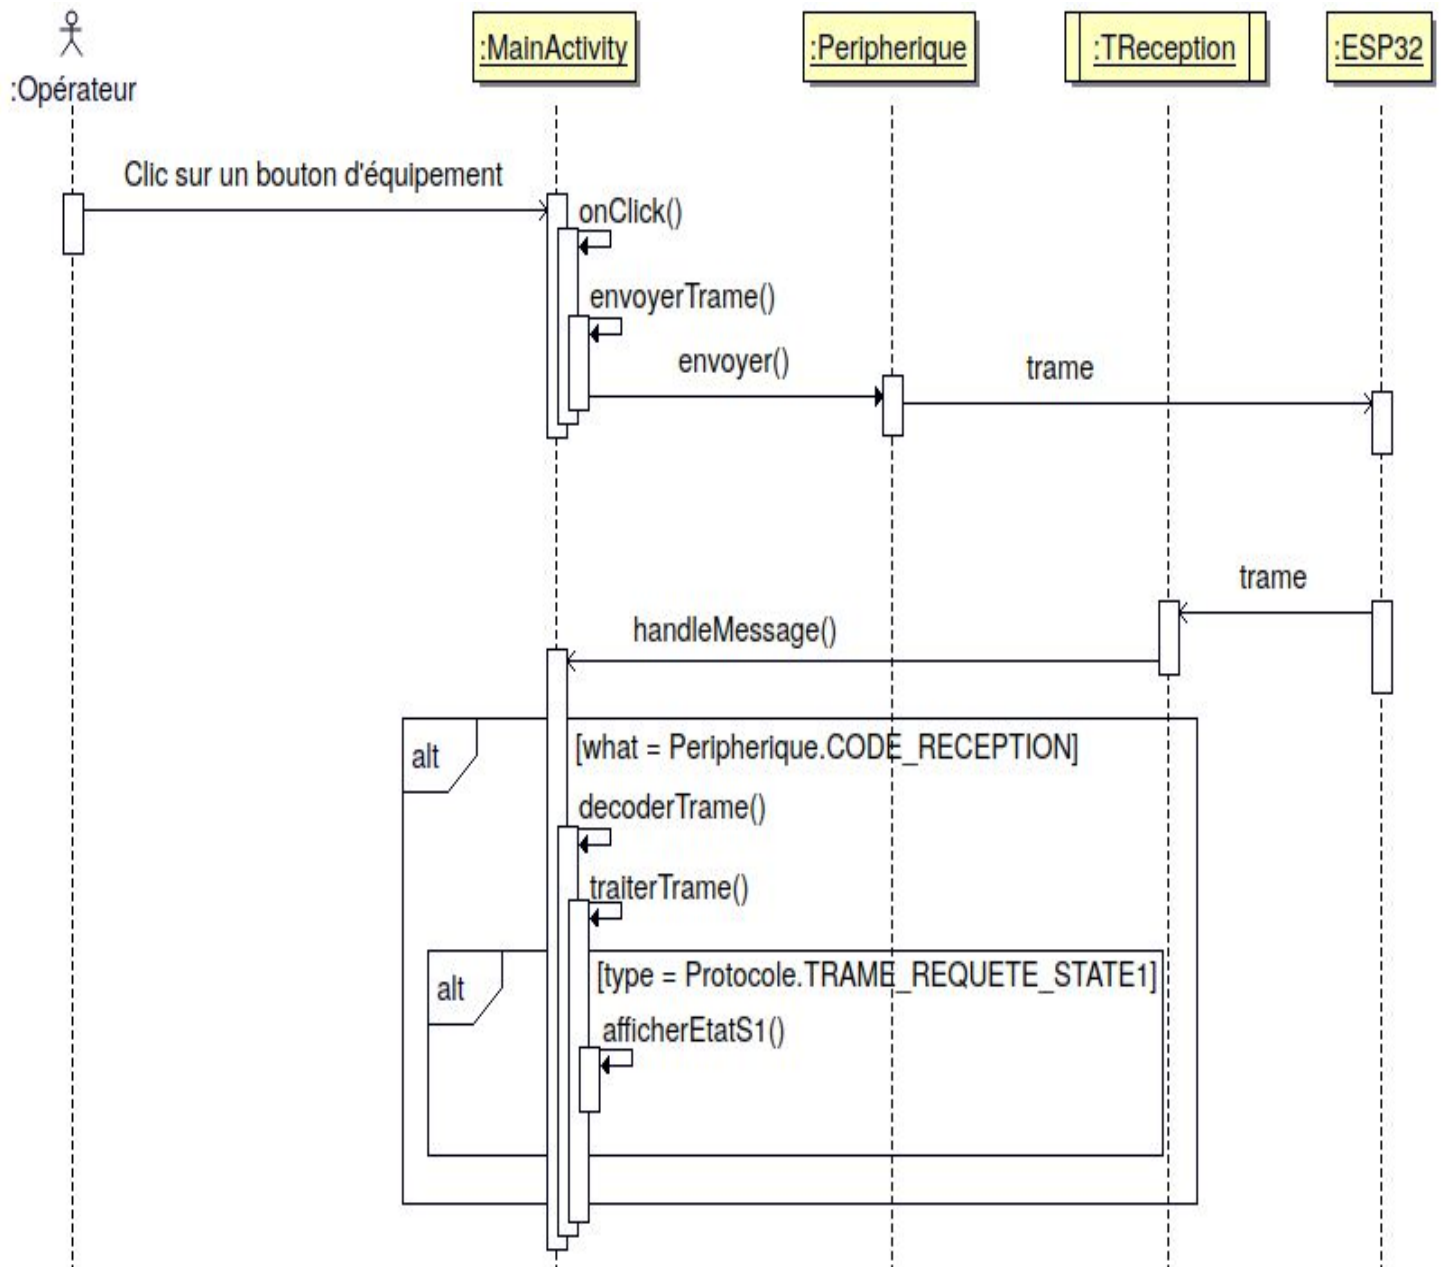 :Opérateur
:MainActivity
:Peripherique
:TReception
:ESP32
Clic sur un bouton d'équipement
onClick()
envoyerTrame()
envoyer()
trame
trame
handleMessage()
alt
[what = Peripherique.CODE_RECEPTION]
decoderTrame()
traiterTrame()
alt
[type = Protocole.TRAME_REQUETE_STATE1]
afficherEtatS1()